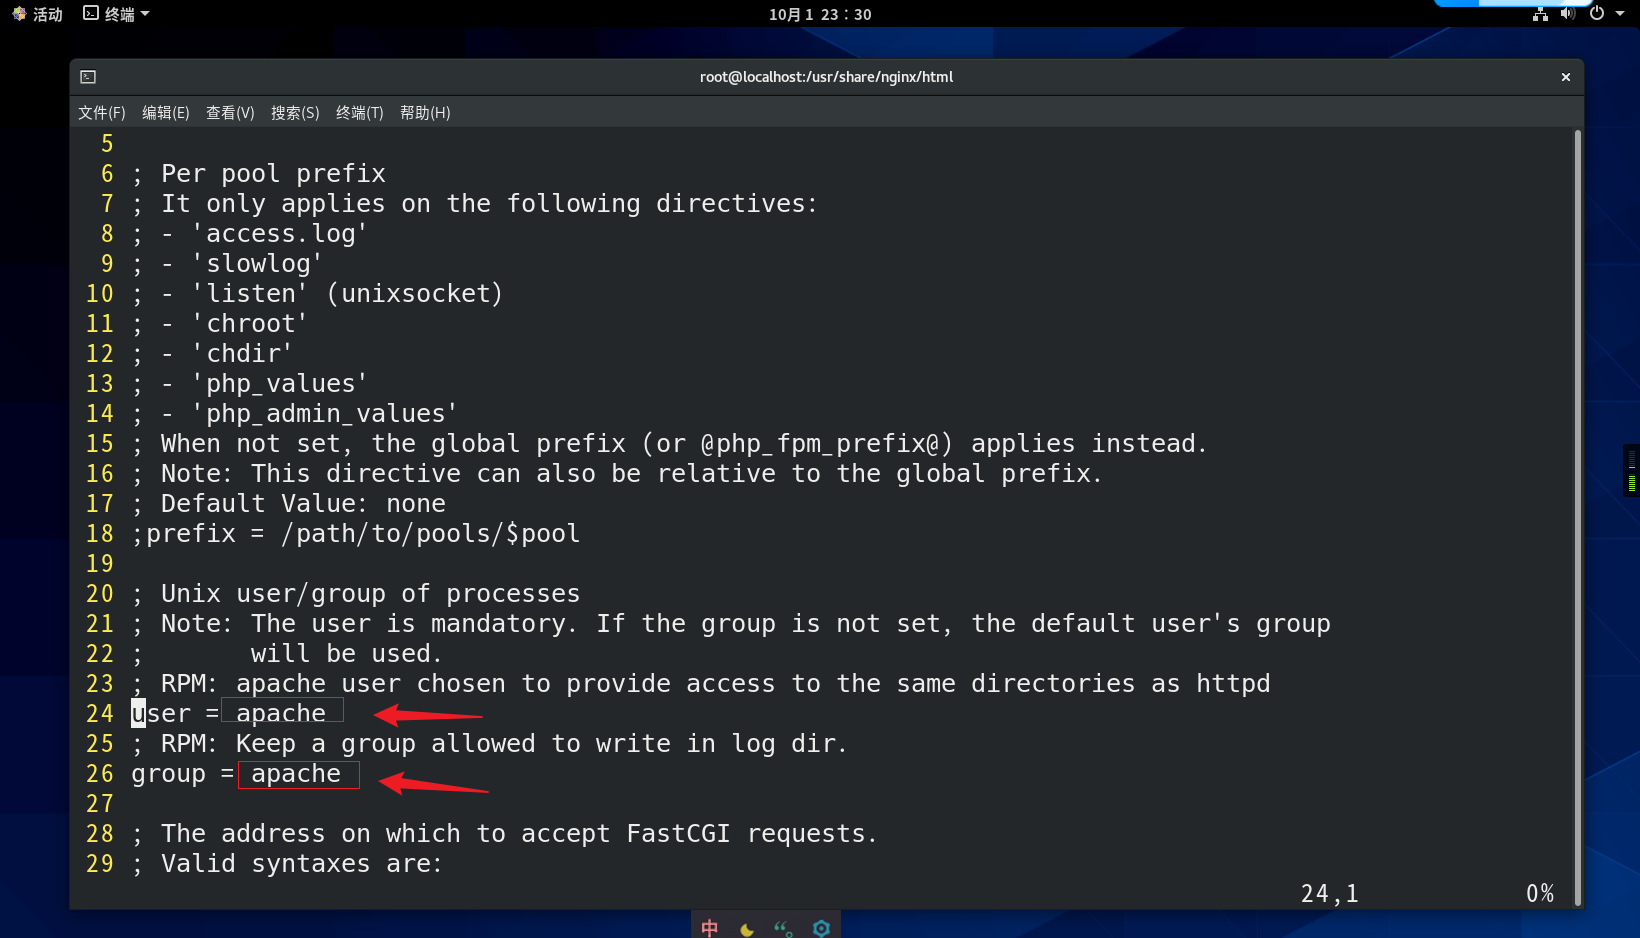 活动 终端 10月 1 23：30
root@localhost:/usr/share/nginx/html ×
文件(F) 编辑(E) 查看(V) 搜索(S) 终端(T) 帮助(H)
5
6 ; Per pool prefix
7 ; It only applies on the following directives:
8 ; - 'access.log'
9 ; - 'slowlog'
10 ; - 'listen' (unixsocket)
11 ; - 'chroot'
12 ; - 'chdir'
13 ; - 'php_values'
14 ; - 'php_admin_values'
15 ; When not set, the global prefix (or @php_fpm_prefix@) applies instead.
16 ; Note: This directive can also be relative to the global prefix.
17 ; Default Value: none
18 ;prefix = /path/to/pools/$pool
19
20 ; Unix user/group of processes
21 ; Note: The user is mandatory. If the group is not set, the default user's group
22 ;       will be used.
23 ; RPM: apache user chosen to provide access to the same directories as httpd
24 user = apache
25 ; RPM: Keep a group allowed to write in log dir.
26 group = apache
27
28 ; The address on which to accept FastCGI requests.
29 ; Valid syntaxes are:
24,1 0%
中